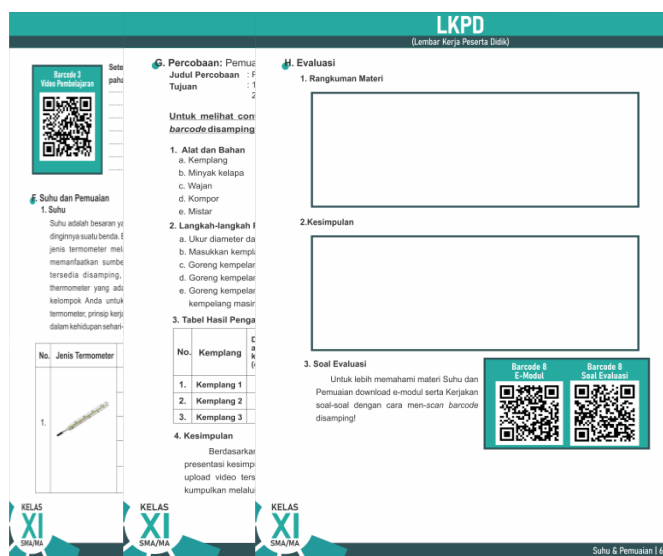 LKPD
(Lembar Kerja Peserta Didik)
Barcode 3
Video Pembelajaran
Sete
paha
F. Suhu dan Pemuaian
1. Suhu
Suhu adalah besaran ya
dinginnya suatu benda. E
jenis termometer mel
memanfaatkan sumbe
tersedia disamping,
thermometer yang ada
kelompok Anda untuk
termometer, prinsip kerja
dalam kehidupan sehari-
No. Jenis Termometer
1.
KELAS
XI
SMA/MA
G. Percobaan: Pemua
Judul Percobaan : P
Tujuan : 1
2
Untuk melihat con
barcode disamping
1. Alat dan Bahan
a. Kemplang
b. Minyak kelapa
c. Wajan
d. Kompor
e. Mistar
2. Langkah-langkah P
a. Ukur diameter da
b. Masukkan kempl
c. Goreng kempelar
d. Goreng kempelar
e. Goreng kempelar
kempelang masin
3. Tabel Hasil Penga
No. Kemplang
1. Kemplang 1
2. Kemplang 2
3. Kemplang 3
4. Kesimpulan
Berdasarkan
presentasi kesimp
upload video ters
kumpulkan melalu
KELAS
XI
SMA/MA
H. Evaluasi
1. Rangkuman Materi
2.Kesimpulan
3. Soal Evaluasi
Untuk lebih memahami materi Suhu dan
Pemuaian download e-modul serta Kerjakan
soal-soal dengan cara men-scan barcode
disamping!
Barcode 8
E-Modul
Barcode 8
Soal Evaluasi
KELAS
XI
SMA/MA
Suhu & Pemuaian | 6